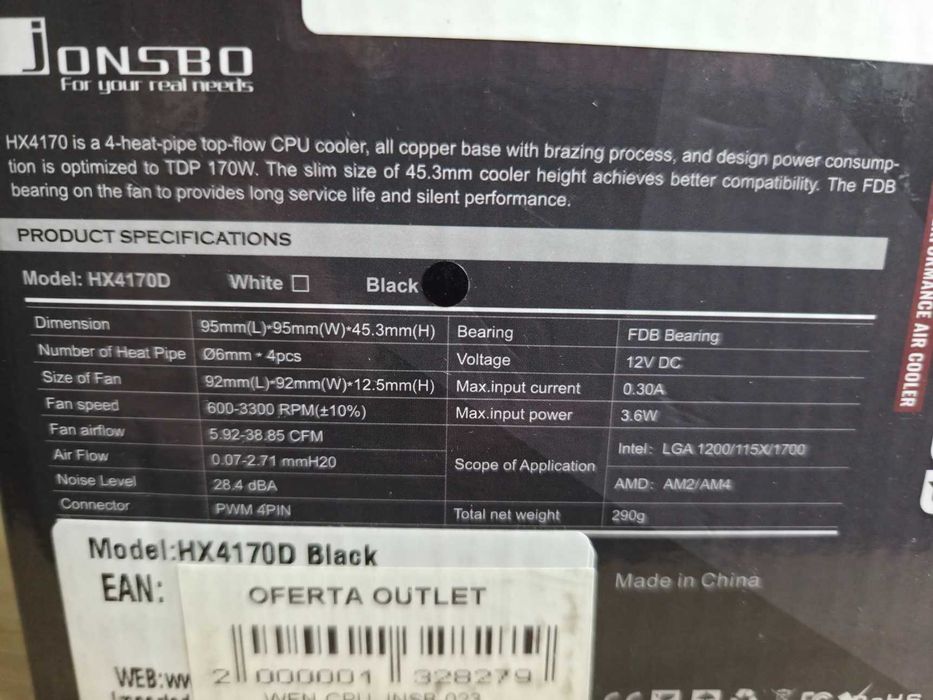 JONSBO
For your real needs
HX4170 is a 4-heat-pipe top-flow CPU cooler, all copper base with brazing process, and design power consump-
tion is optimized to TDP 170W. The slim size of 45.3mm cooler height achieves better compatibility. The FDB
bearing on the fan to provides long service life and silent performance.
PRODUCT SPECIFICATIONS
Model: HX4170D White Black
Dimension 95mm(L)*95mm(W)*45.3mm(H) Bearing FDB Bearing
Number of Heat Pipe Ø6mm * 4pcs Voltage 12V DC
Size of Fan 92mm(L)*92mm(W)*12.5mm(H) Max.input current 0.30A
Fan speed 600-3300 RPM(±10%) Max.input power 3.6W
Fan airflow 5.92-38.85 CFM
Air Flow 0.07-2.71 mmH20
Scope of Application Intel: LGA 1200/115X/1700
AMD: AM2/AM4
Noise Level 28.4 dBA
Connector PWM 4PIN Total net weight 290g
AIR COOLER
Model:HX4170D Black
EAN:
OFERTA OUTLET
2 000001 328279
WEB:
Made in China